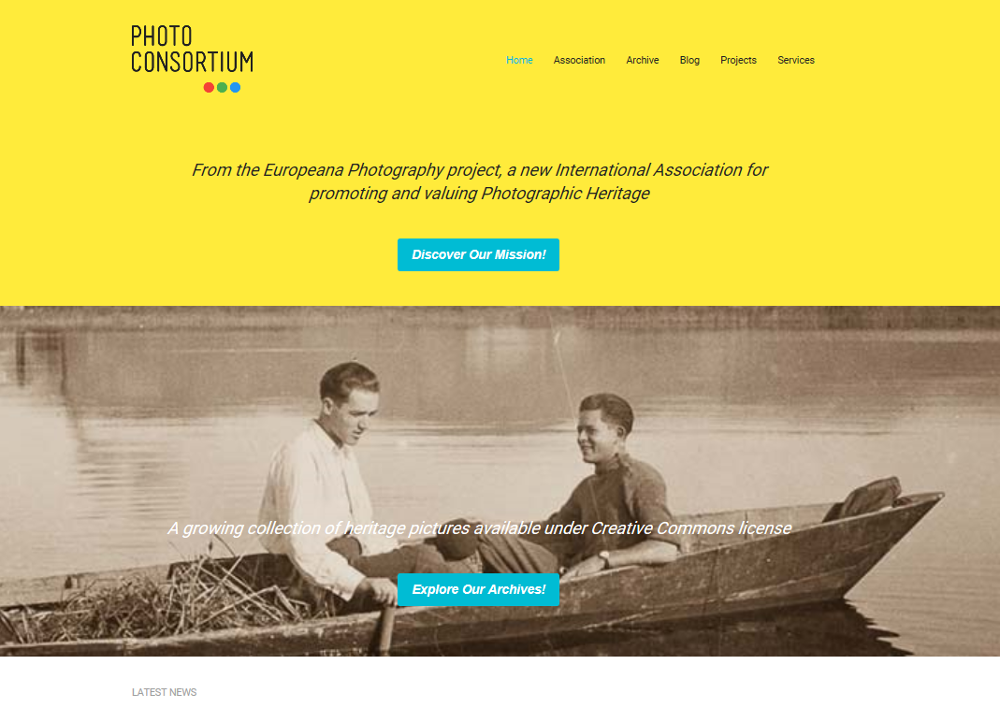 PHOTO
CONSORTIUM
Home Association Archive Blog Projects Services
From the Europeana Photography project, a new International Association for
promoting and valuing Photographic Heritage
Discover Our Mission!
A growing collection of heritage pictures available under Creative Commons license
Explore Our Archives!
LATEST NEWS